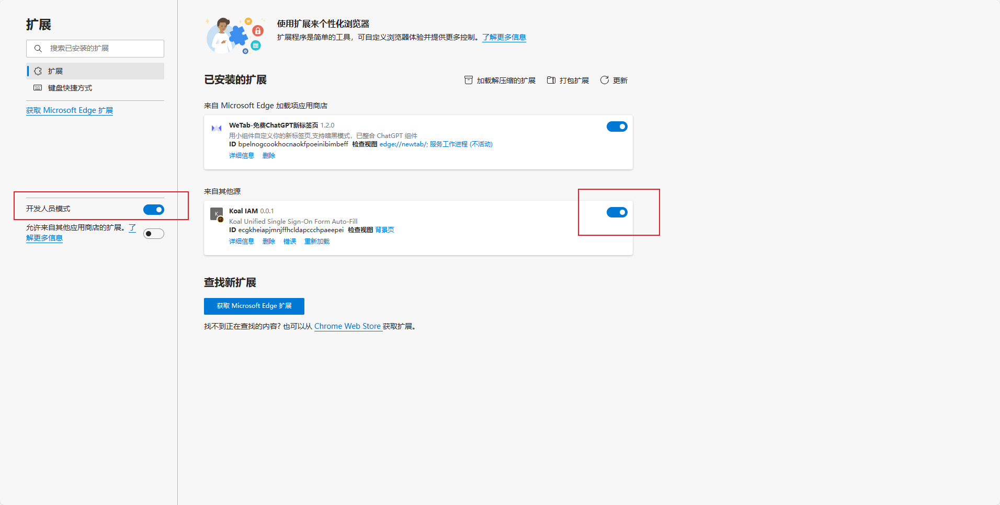 扩展
搜索已安装的扩展
扩展
键盘快捷方式
获取 Microsoft Edge 扩展
开发人员模式
允许来自其他应用商店的扩展。了
解更多信息
使用扩展来个性化浏览器
扩展程序是简单的工具，可自定义浏览器体验并提供更多控制。了解更多信息
已安装的扩展
加载解压缩的扩展 打包扩展 更新
来自 Microsoft Edge 加载项应用商店
WeTab-免费ChatGPT新标签页 1.2.0
用小组件自定义你的新标签页,支持暗黑模式，已整合 ChatGPT 组件
ID bpelnogcookhocnaokfpoeinibimbeff 检查视图 edge://newtab/; 服务工作进程 (不活动)
详细信息 删除
来自其他源
K
Koal IAM 0.0.1
Koal Unified Single Sign-On Form Auto-Fill
ID ecgkheiapjmnjffhcldapccchpaeepei 检查视图 背景页
详细信息 删除 错误 重新加载
查找新扩展
获取 Microsoft Edge 扩展
找不到正在查找的内容? 也可以从 Chrome Web Store 获取扩展。